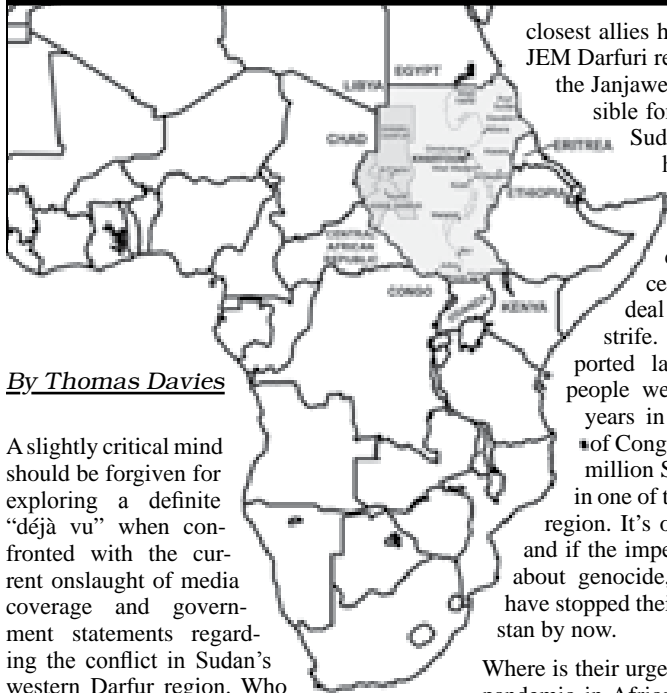 LIBYA
EGYPT
CHAD
ERITREA
ETHIOPIA
CENTRAL
AFRICAN
REPUBLIC
CONGO
KENYA
By Thomas Davies
A slightly critical mind
should be forgiven for
exploring a definite
“déjà vu” when con-
fronted with the cur-
rent onslaught of media
coverage and govern-
ment statements regard-
ing the conflict in Sudan’s
western Darfur region. Who
closest allies h
JEM Darfuri re
the Janjawe
sible for
Sud
ce
deal
strife.
ported la
people we
years in
of Cong
million S
in one of t
region. It’s o
and if the impe
about genocide,
have stopped thei
stan by now.
Where is their urge
pandemic in Afric